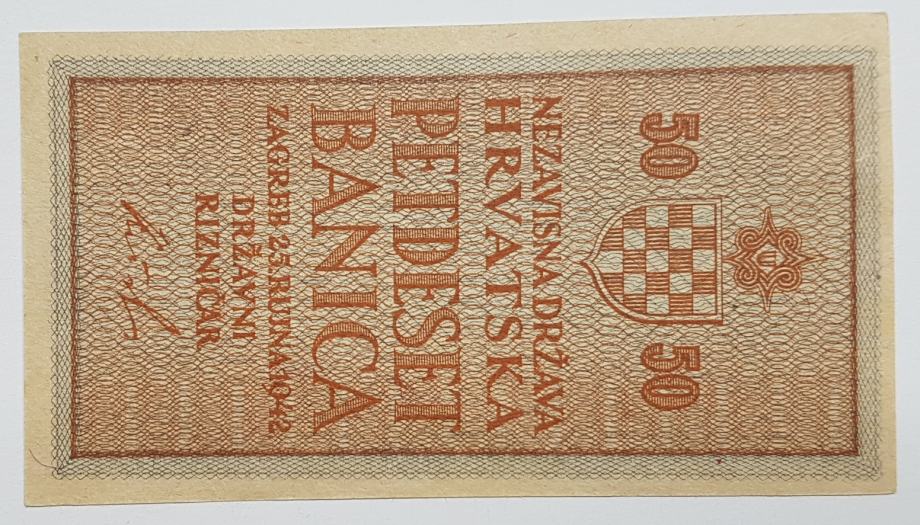 50 50
U
NEZAVISNA DRŽAVA
HRVATSKA
PETDESET
BANICA
ZAGREB 25. RUJNA 1942
DRŽAVNI
RIZNIČAR